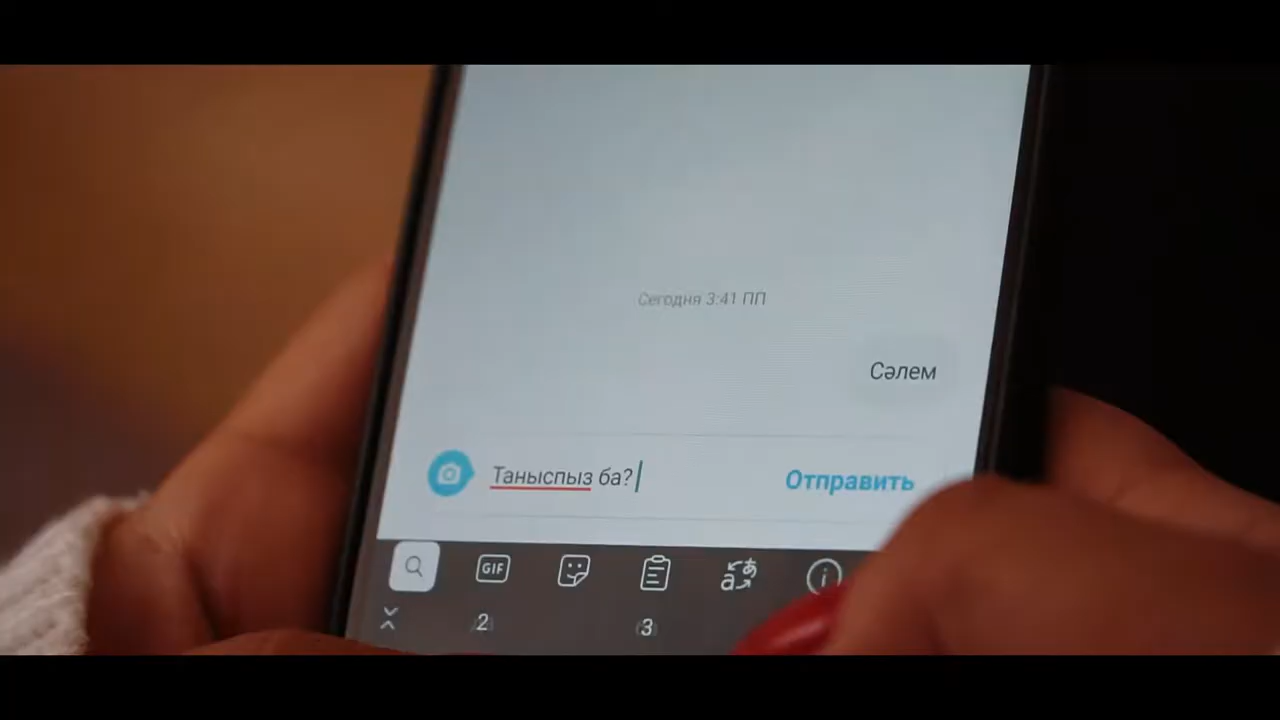 Сегодня 3:41 ПП
Сәлем
Таныспыз ба?
Отправить
GIF
2
3